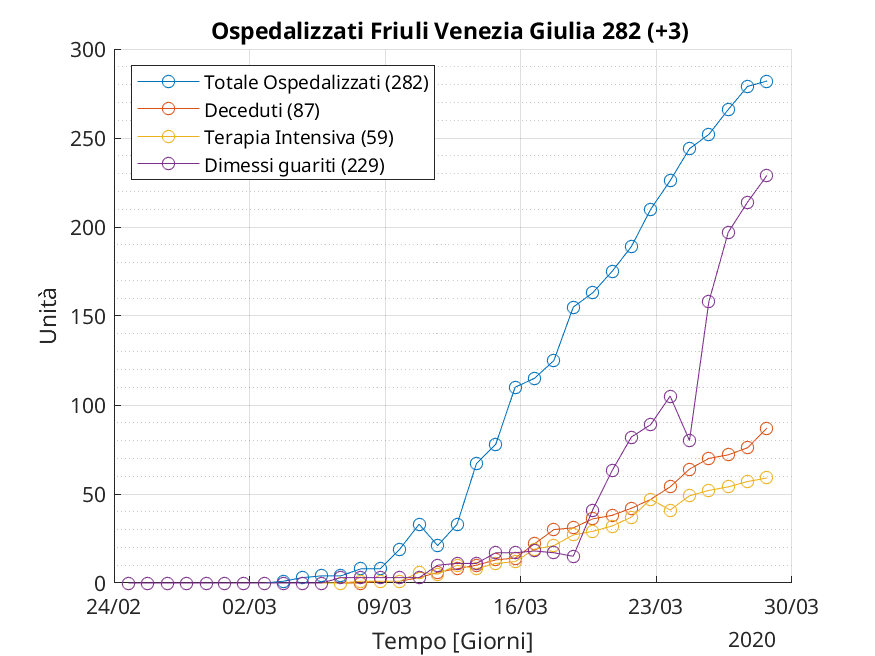 Ospedalizzati Friuli Venezia Giulia 282 (+3)
300
250
200
150
100
50
0
Unità
Totale Ospedalizzati (282)
Deceduti (87)
Terapia Intensiva (59)
Dimessi guariti (229)
24/02 02/03 09/03 16/03 23/03 30/03
Tempo [Giorni]
2020